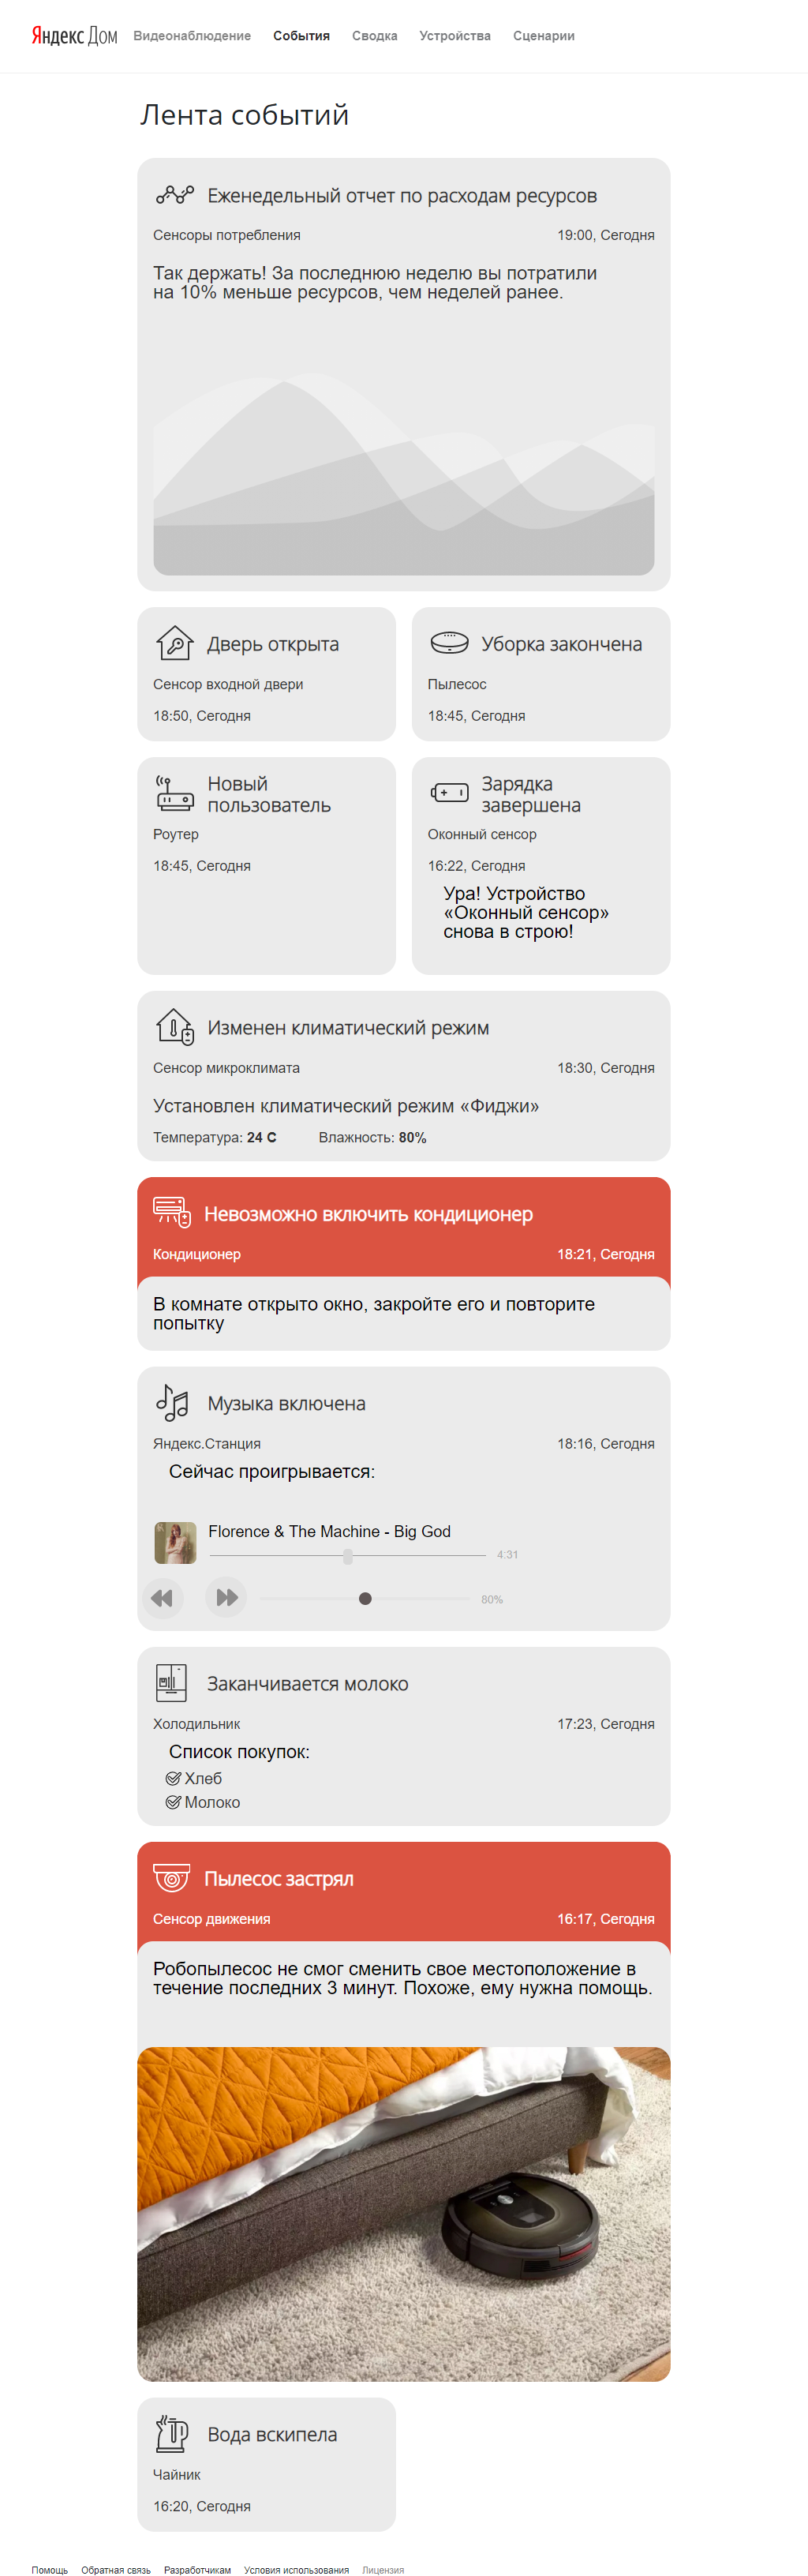 Яндекс Дом Видеонаблюдение События Сводка Устройства Сценарии
Лента событий
Еженедельный отчет по расходам ресурсов
Сенсоры потребления 19:00, Сегодня
Так держать! За последнюю неделю вы потратили
на 10% меньше ресурсов, чем неделей ранее.
Дверь открыта
Сенсор входной двери
18:50, Сегодня
Уборка закончена
Пылесос
18:45, Сегодня
Новый
пользователь
Роутер
18:45, Сегодня
Зарядка
завершена
Оконный сенсор
16:22, Сегодня
Ура! Устройство
«Оконный сенсор»
снова в строю!
Изменен климатический режим
Сенсор микроклимата 18:30, Сегодня
Установлен климатический режим «Фиджи»
Температура: 24 C Влажность: 80%
Невозможно включить кондиционер
Кондиционер 18:21, Сегодня
В комнате открыто окно, закройте его и повторите
попытку
Музыка включена
Яндекс.Станция 18:16, Сегодня
Сейчас проигрывается:
Florence & The Machine - Big God
4:31
80%
Заканчивается молоко
Холодильник 17:23, Сегодня
Список покупок:
Хлеб
Молоко
Пылесос застрял
Сенсор движения 16:17, Сегодня
Робопылесос не смог сменить свое местоположение в
течение последних 3 минут. Похоже, ему нужна помощь.
Вода вскипела
Чайник
16:20, Сегодня
Помощь Обратная связь Разработчикам Условия использования Лицензия